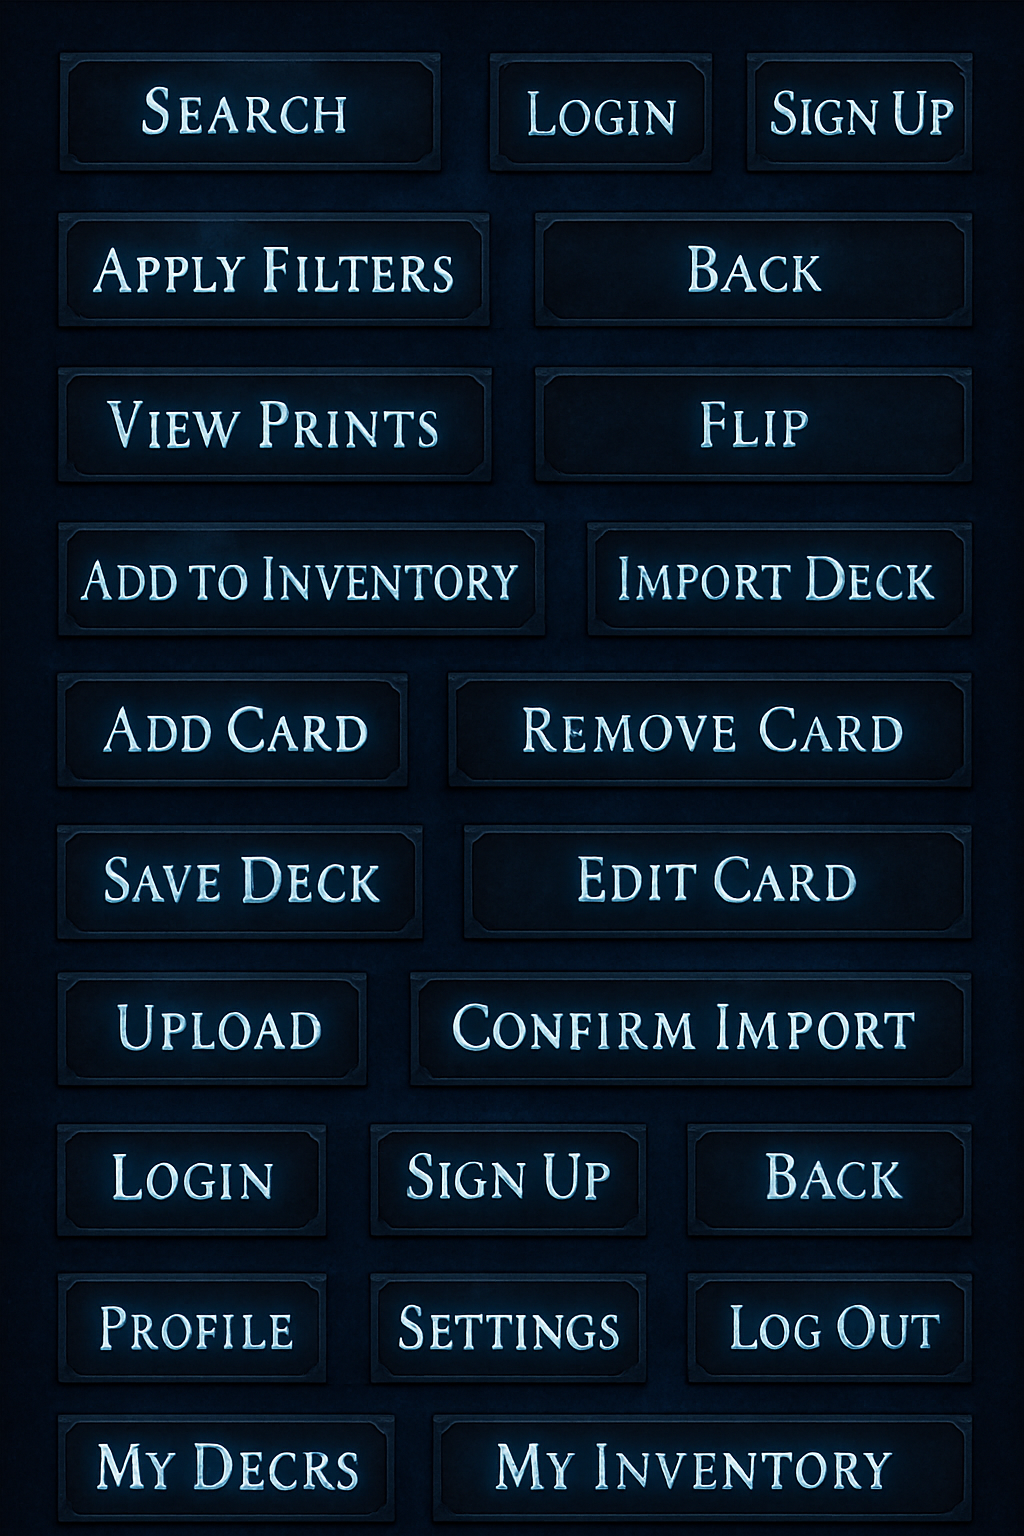 SEARCH LOGIN SIGN UP
APPLY FILTERS BACK
VIEW PRINTS FLIP
ADD TO INVENTORY IMPORT DECK
ADD CARD REMOVE CARD
SAVE DECK EDIT CARD
UPLOAD CONFIRM IMPORT
LOGIN SIGN UP BACK
PROFILE SETTINGS LOG OUT
MY DECRS MY INVENTORY